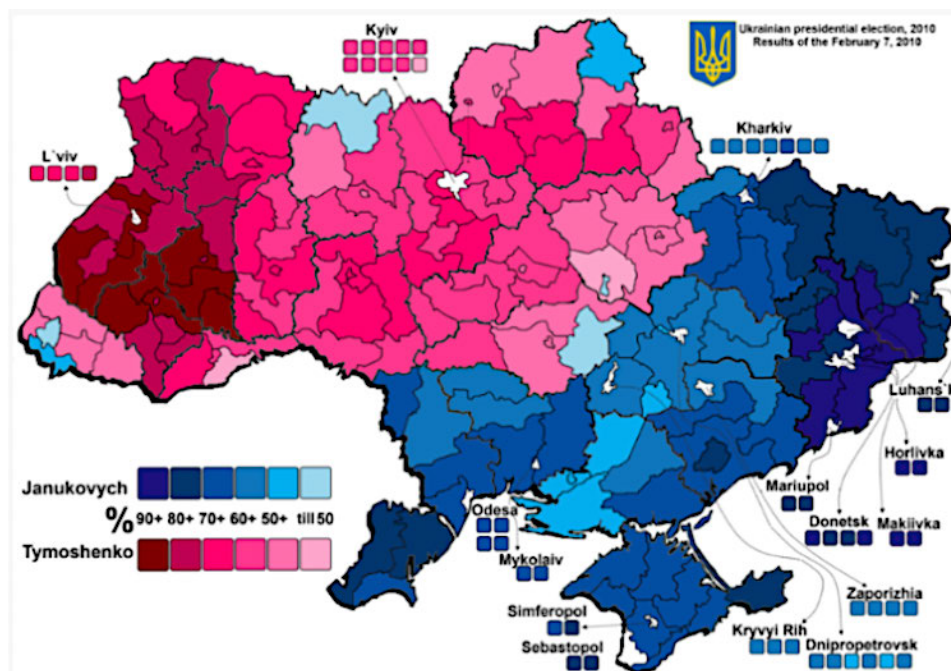 Ukrainian presidential election, 2010
Results of the February 7, 2010
Kyiv
L`viv
Kharkiv
Luhans`
Horlivka
Mariupol
Donetsk
Makiivka
Odesa
Mykolaiv
Zaporizhia
Simferopol
Kryvyi Rih
Sebastopol
Dnipropetrovsk
Janukovych
% 90+ 80+ 70+ 60+ 50+ till 50
Tymoshenko